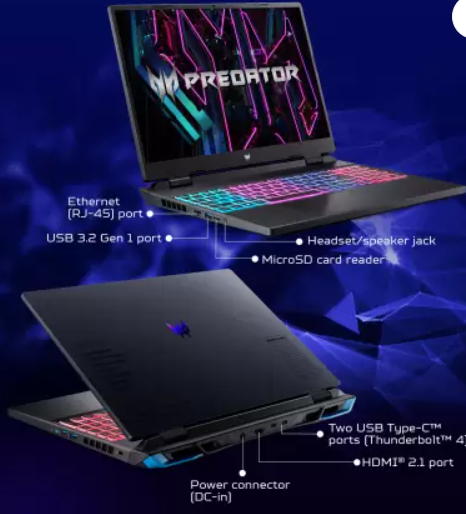 PREDATOR
Ethernet
(RJ-45) port
USB 3.2 Gen 1 port
Headset/speaker jack
MicroSD card reader
Two USB Type-C™
ports (Thunderbolt™ 4)
HDMI® 2.1 port
Power connector
(DC-in)